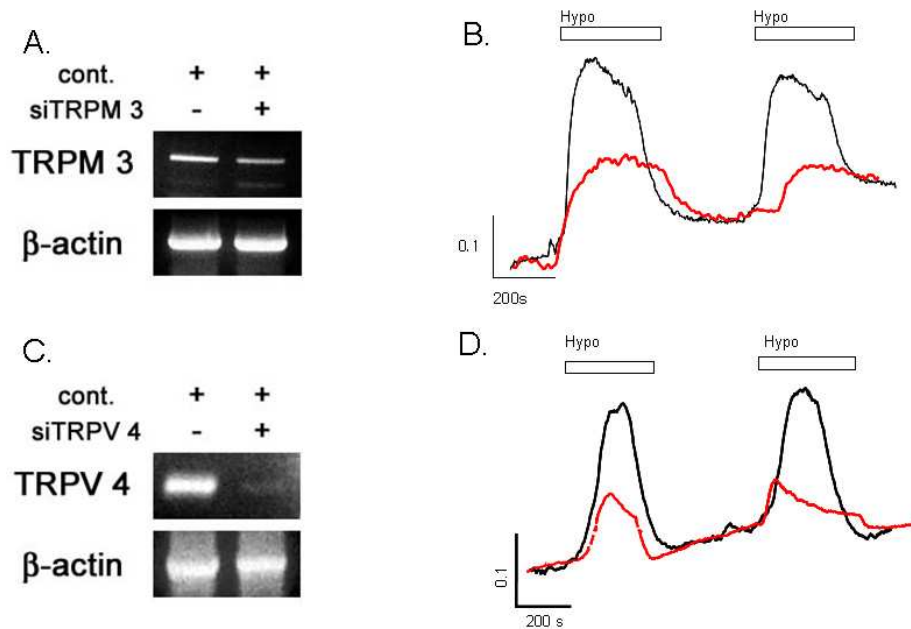 A.
cont. + +
siTRPM 3 - +
TRPM 3
β-actin
B.
Hypo Hypo
0.1
200s
C.
cont. + +
siTRPV 4 - +
TRPV 4
β-actin
D.
Hypo Hypo
0.1
200 s